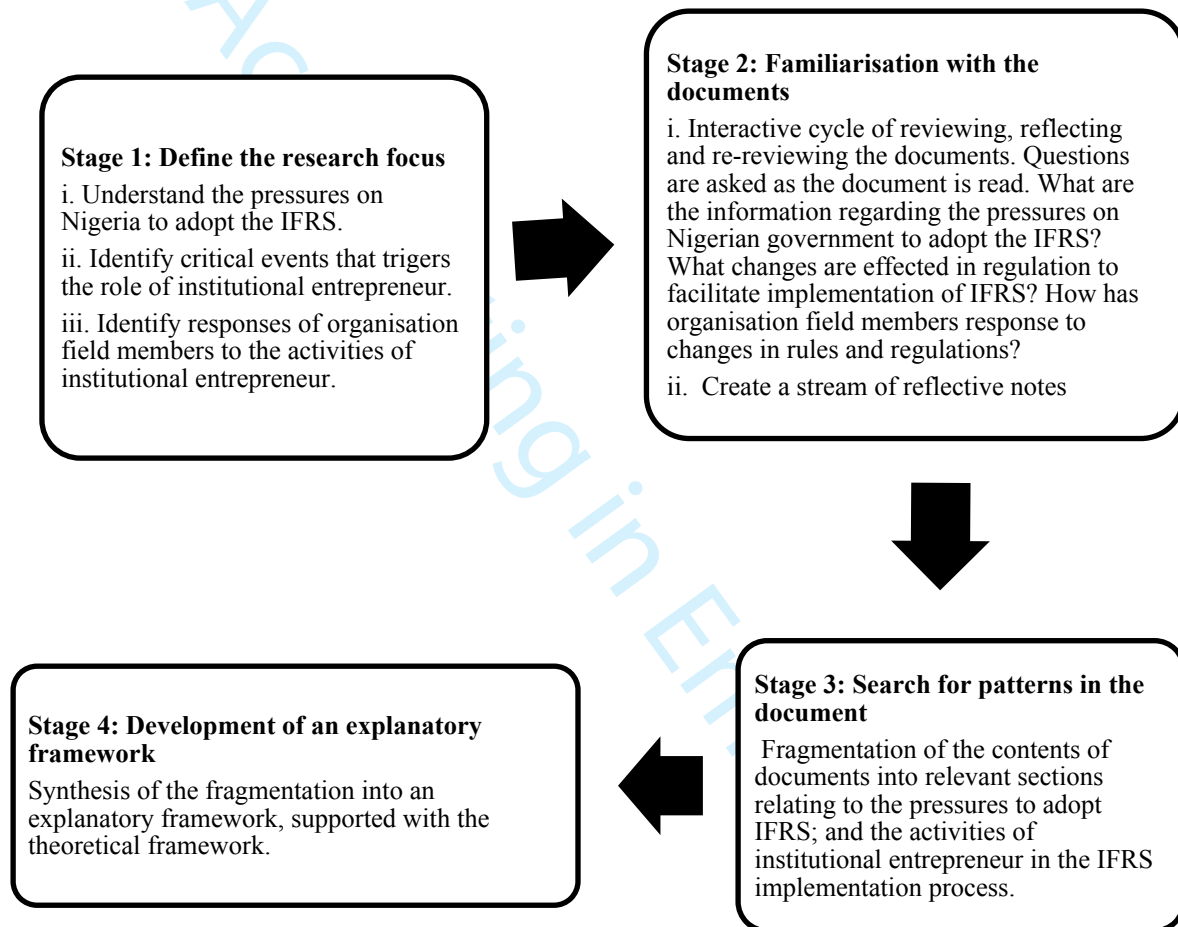 Stage 1: Define the research focus
i. Understand the pressures on
Nigeria to adopt the IFRS.
ii. Identify critical events that trigers
the role of institutional entrepreneur.
iii. Identify responses of organisation
field members to the activities of
institutional entrepreneur.
Stage 2: Familiarisation with the
documents
i. Interactive cycle of reviewing, reflecting
and re-reviewing the documents. Questions
are asked as the document is read. What are
the information regarding the pressures on
Nigerian government to adopt the IFRS?
What changes are effected in regulation to
facilitate implementation of IFRS? How has
organisation field members response to
changes in rules and regulations?
ii. Create a stream of reflective notes
Stage 3: Search for patterns in the
document
Fragmentation of the contents of
documents into relevant sections
relating to the pressures to adopt
IFRS; and the activities of
institutional entrepreneur in the IFRS
implementation process.
Stage 4: Development of an explanatory
framework
Synthesis of the fragmentation into an
explanatory framework, supported with the
theoretical framework.